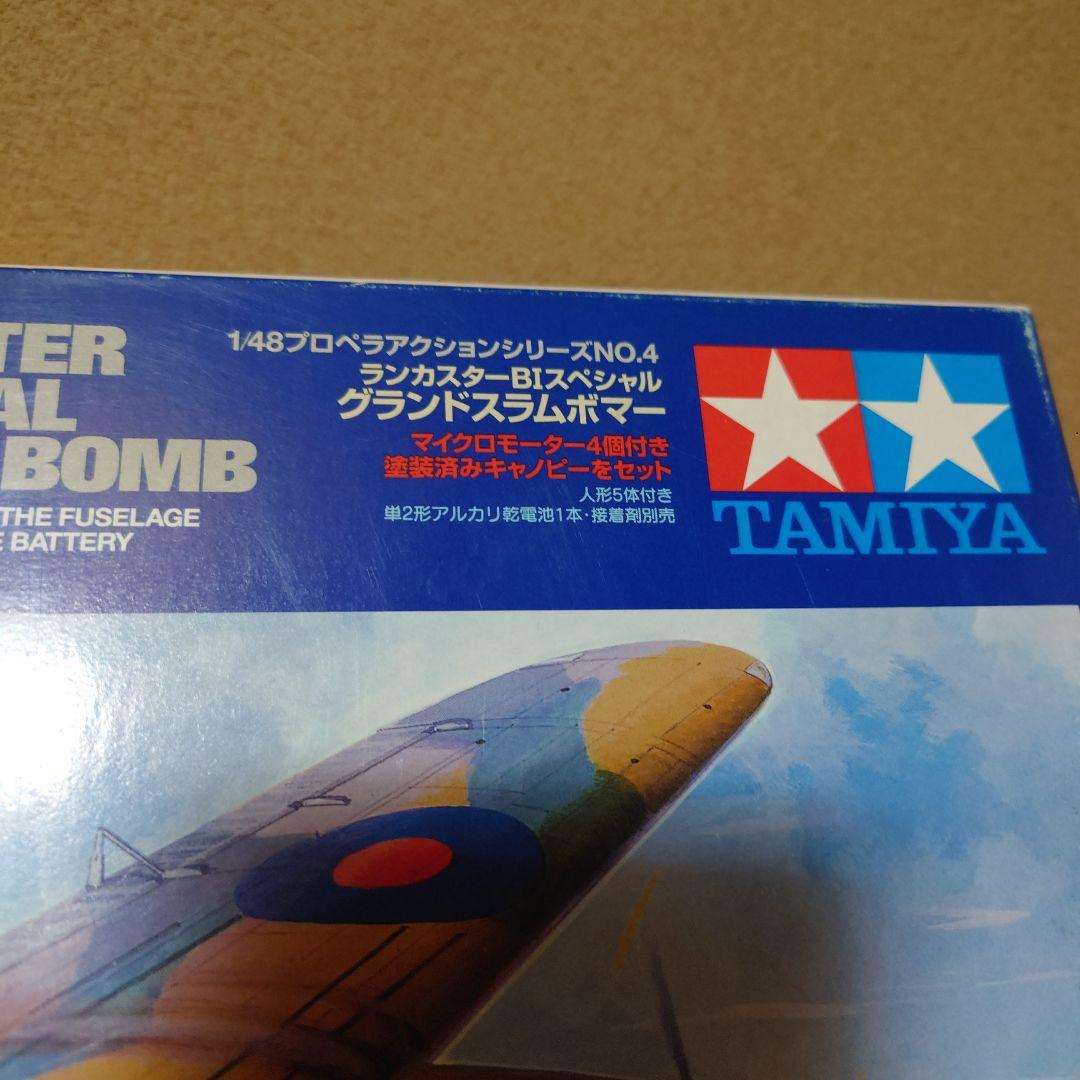 TER
AL
BOMB
THE FUSELAGE
BATTERY
1/48プロペラアクションシリーズNO.4
ランカスターBIスペシャル
グランドスラムボマー
マイクロモーター4個付き
塗装済みキャノピーをセット
人形5体付き
単2形アルカリ乾電池1本・接着剤別売
TAMIYA